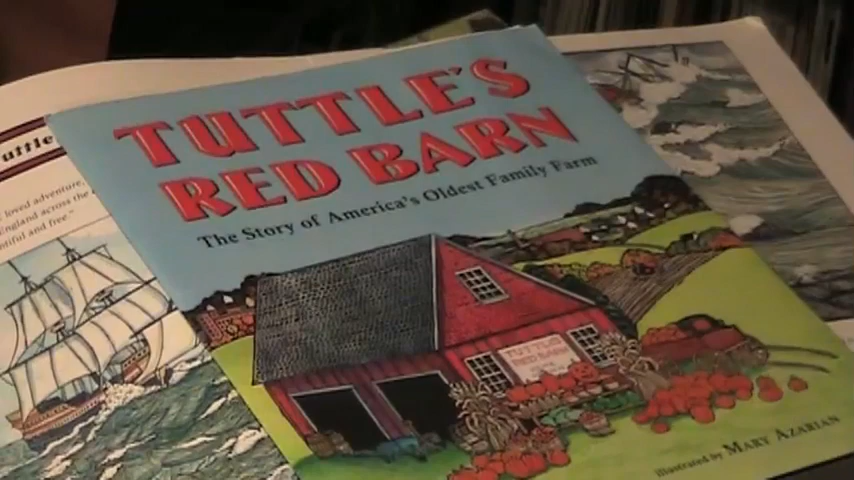 TUTTLE'S
RED BARN
The Story of America's Oldest Family Farm
TUTTLE'S
RED BARN
illustrated by MARY AZARIAN
uttle
loved adventure,
England across the
tiful and free."